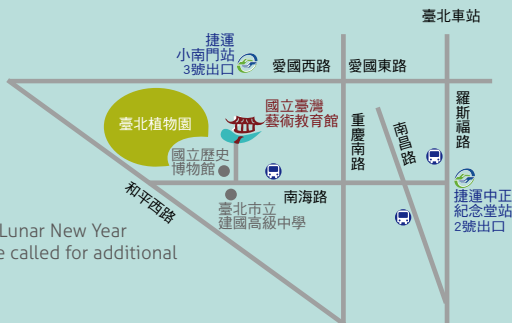 臺北車站
捷運
小南門站
3號出口
愛國西路
愛國東路
國立臺灣
藝術教育館
臺北植物園
重慶南路
南昌路
羅斯福路
國立歷史
博物館
和平西路
南海路
捷運中正
紀念堂站
2號出口
臺北市立
建國高級中學
Lunar New Year
e called for additional